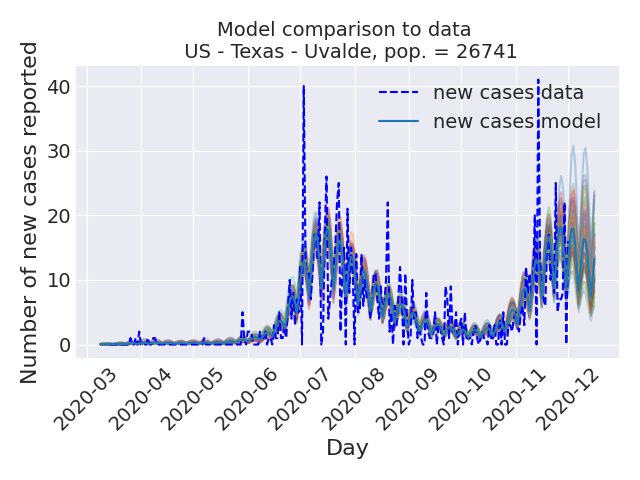 Model comparison to data
US - Texas - Uvalde, pop. = 26741
Number of new cases reported
40
30
20
10
0
new cases data
new cases model
2020-03
2020-04
2020-05
2020-06
2020-07
2020-08
2020-09
2020-10
2020-11
2020-12
Day